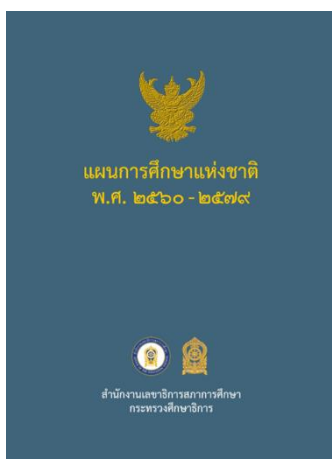 แผนการศึกษาแห่งชาติ
พ.ศ. ๒๕๖๐ - ๒๕๗๙
สำนักงานเลขาธิการสภาการศึกษา
กระทรวงศึกษาธิการ